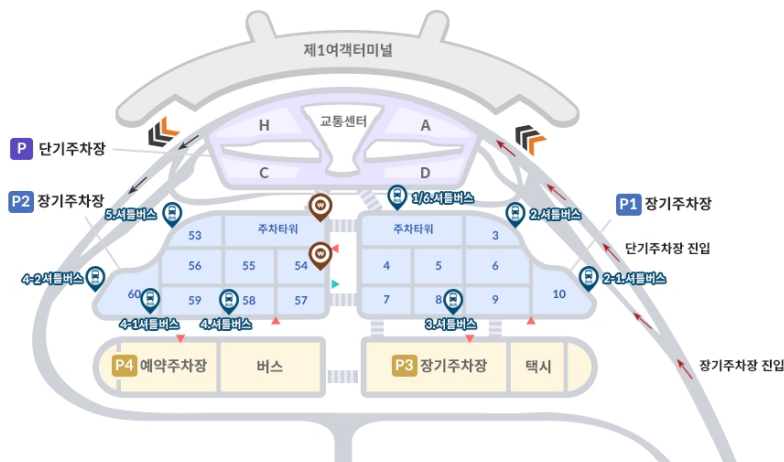 제1여객터미널
교통센터
H
A
C
D
P 단기주차장
P2 장기주차장
P1 장기주차장
1/6.셔틀버스
5.셔틀버스
2.셔틀버스
53
주차타워
주차타워
3
단기주차장 진입
56
55
54
4
5
6
4-2셔틀버스
2-1.셔틀버스
60
59
58
57
7
8
9
10
4-1셔틀버스
4.셔틀버스
3.셔틀버스
P4 예약주차장
버스
P3 장기주차장
택시
장기주차장 진입